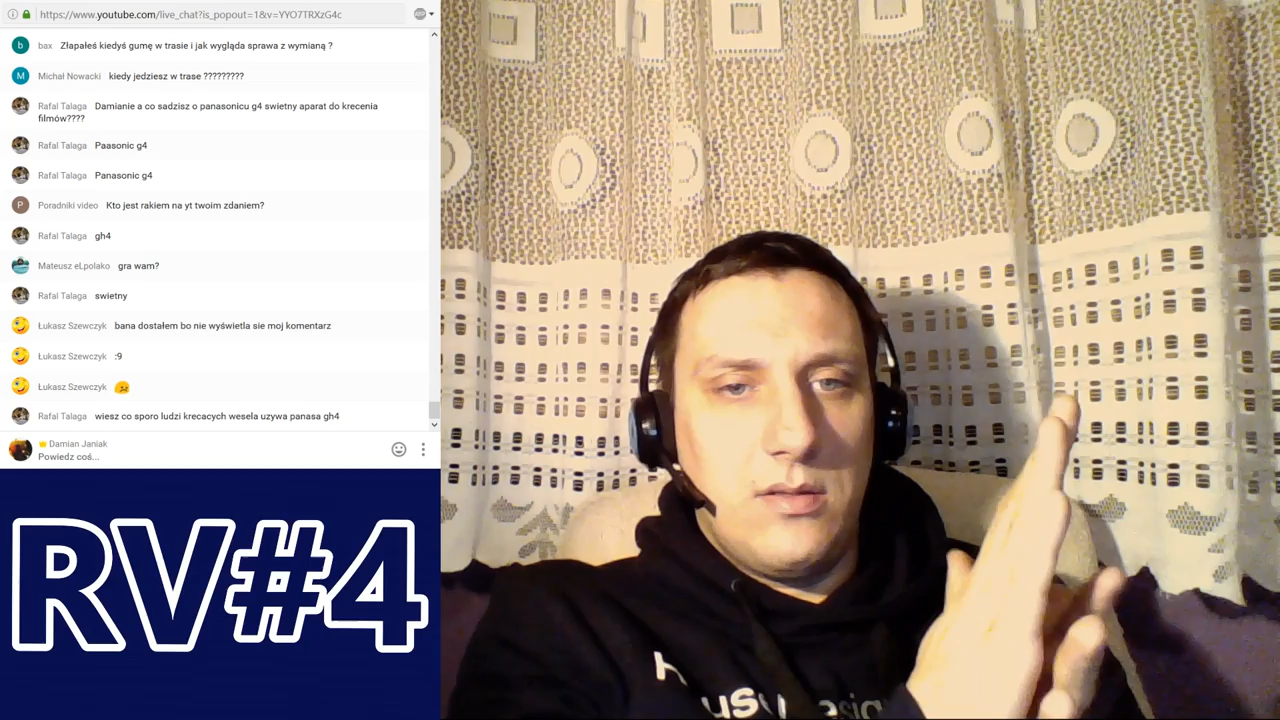 https://www.youtube.com/live_chat?is_popout=1&v=YYO7TRXzG4c
bax Złapałeś kiedyś gumę w trasie i jak wygląda sprawa z wymianą ?
Michał Nowacki kiedy jedziesz w trase ?????????
Rafal Talaga Damianie a co sadzisz o panasonicu g4 swietny aparat do krecenia
filmów????
Rafal Talaga Paasonic g4
Rafal Talaga Panasonic g4
Poradniki video Kto jest rakiem na yt twoim zdaniem?
Rafal Talaga gh4
Mateusz eLpolako gra wam?
Rafal Talaga swietny
Łukasz Szewczyk bana dostałem bo nie wyświetla sie moj komentarz
Łukasz Szewczyk :9
Łukasz Szewczyk
Rafal Talaga wiesz co sporo ludzi krecacych wesela uzywa panasa gh4
Damian Janiak
Powiedz coś...
RV#4